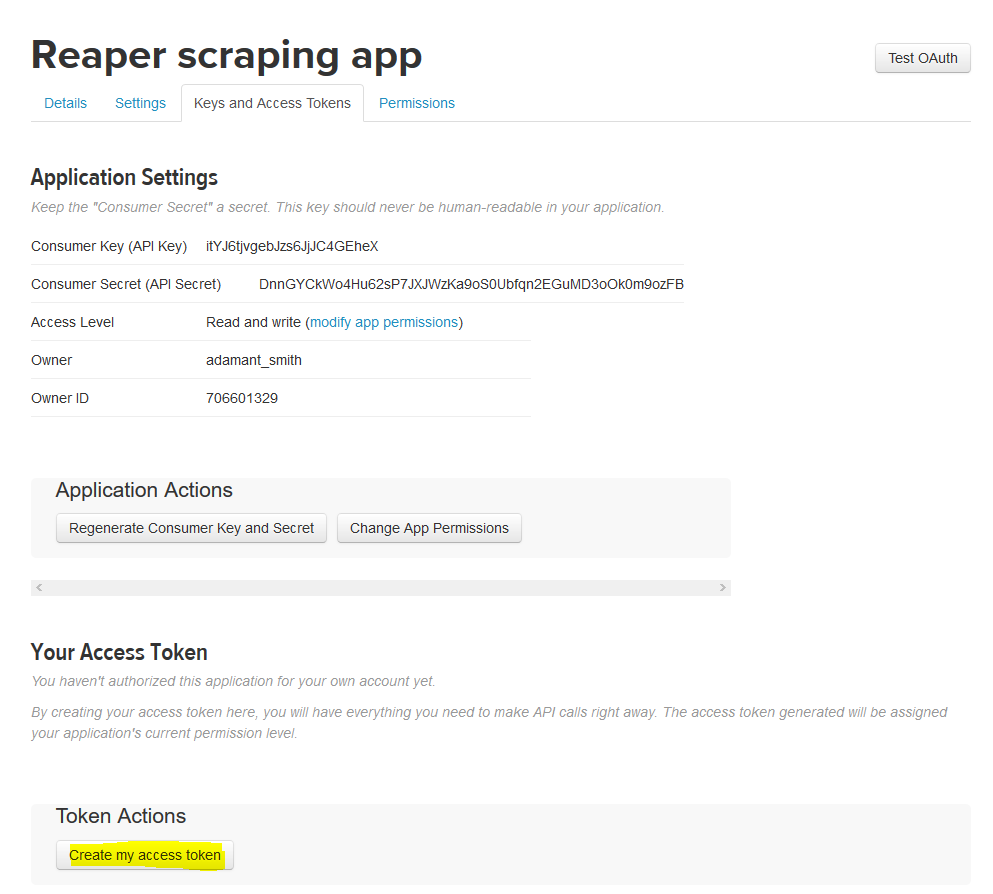 Reaper scraping app
Test OAuth
Details Settings Keys and Access Tokens Permissions
Application Settings
Keep the "Consumer Secret" a secret. This key should never be human-readable in your application.
Consumer Key (API Key) itYJ6tjvgebJzs6JjJC4GEheX
Consumer Secret (API Secret) DnnGYCkWo4Hu62sP7JXJWzKa9oS0Ubfqn2EGuMD3oOk0m9ozFB
Access Level Read and write (modify app permissions)
Owner adamant_smith
Owner ID 706601329
Application Actions
Regenerate Consumer Key and Secret Change App Permissions
Your Access Token
You haven't authorized this application for your own account yet.
By creating your access token here, you will have everything you need to make API calls right away. The access token generated will be assigned
your application's current permission level.
Token Actions
Create my access token